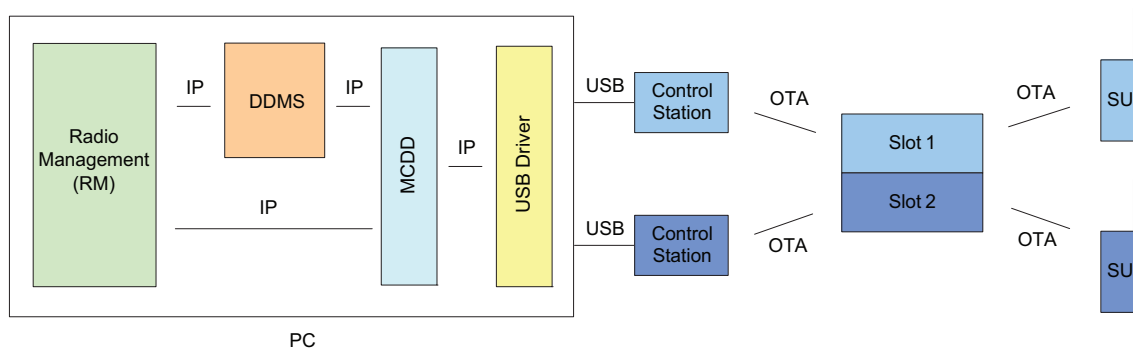 Radio
Management
(RM)
IP
DDMS
IP
IP
MCDD
IP
USB Driver
PC
USB
Control
Station
USB
Control
Station
OTA
OTA
Slot 1
Slot 2
OTA
OTA
SU
SU